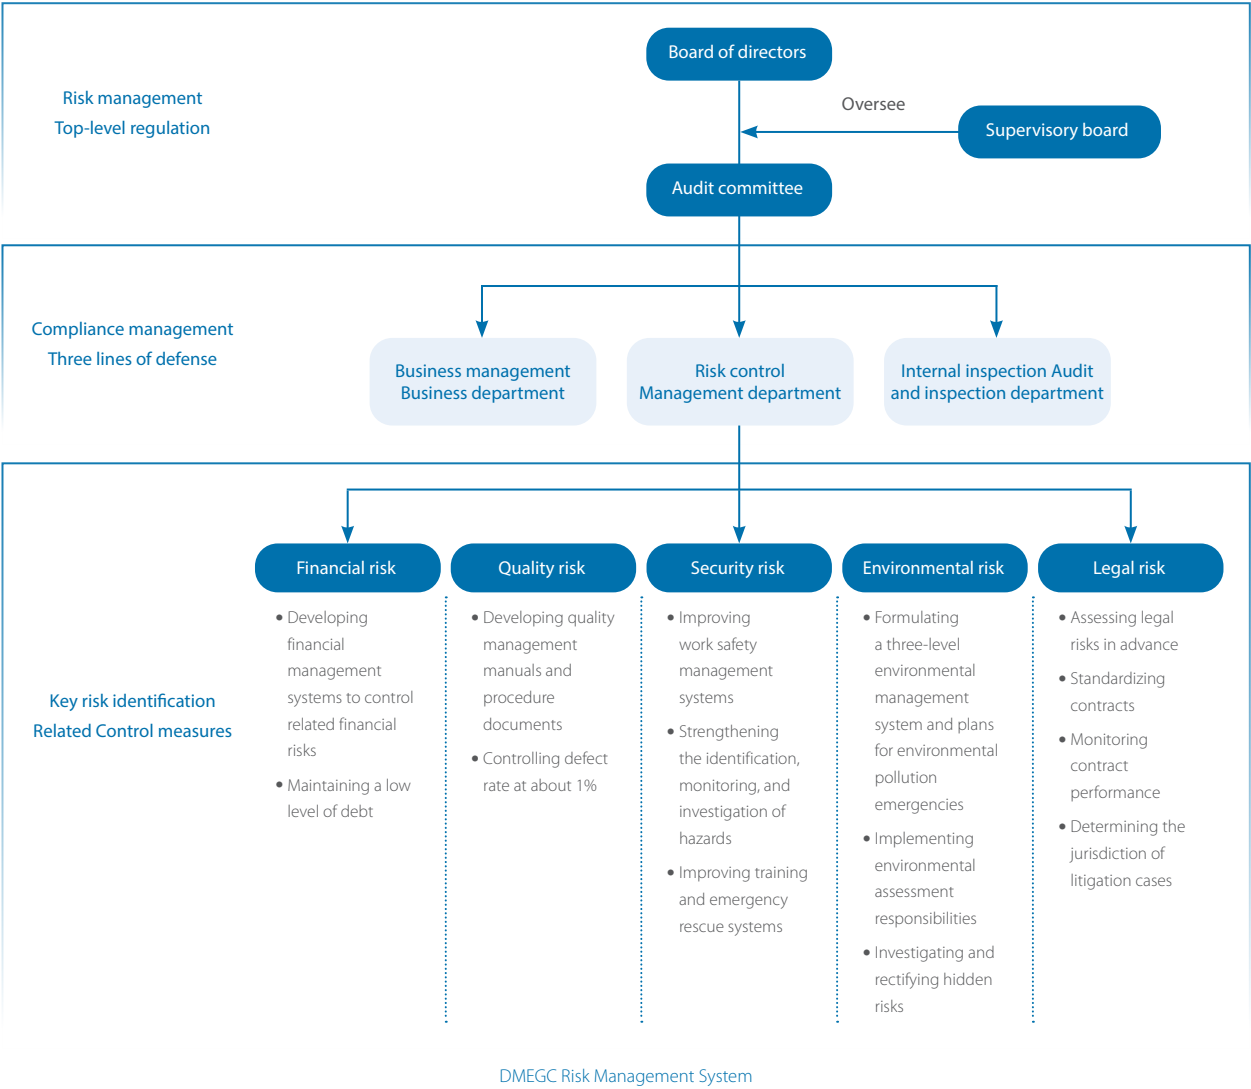 Risk management
Top-level regulation
Board of directors
Oversee
Supervisory board
Audit committee
Compliance management
Three lines of defense
Business management
Business department
Risk control
Management department
Internal inspection Audit
and inspection department
Key risk identification
Related Control measures
Financial risk
• Developing
financial
management
systems to control
related financial
risks
• Maintaining a low
level of debt
Quality risk
• Developing quality
management
manuals and
procedure
documents
• Controlling defect
rate at about 1%
Security risk
• Improving
work safety
management
systems
• Strengthening
the identification,
monitoring, and
investigation of
hazards
• Improving training
and emergency
rescue systems
Environmental risk
• Formulating
a three-level
environmental
management
system and plans
for environmental
pollution
emergencies
• Implementing
environmental
assessment
responsibilities
• Investigating and
rectifying hidden
risks
Legal risk
• Assessing legal
risks in advance
• Standardizing
contracts
• Monitoring
contract
performance
• Determining the
jurisdiction of
litigation cases
DMEGC Risk Management System